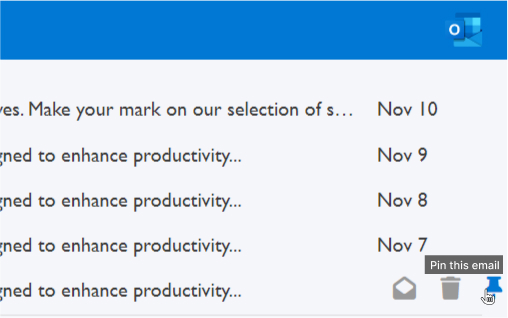 O
yes. Make your mark on our selection of s... Nov 10
gned to enhance productivity... Nov 9
gned to enhance productivity... Nov 8
gned to enhance productivity... Nov 7
Pin this email
gned to enhance productivity...